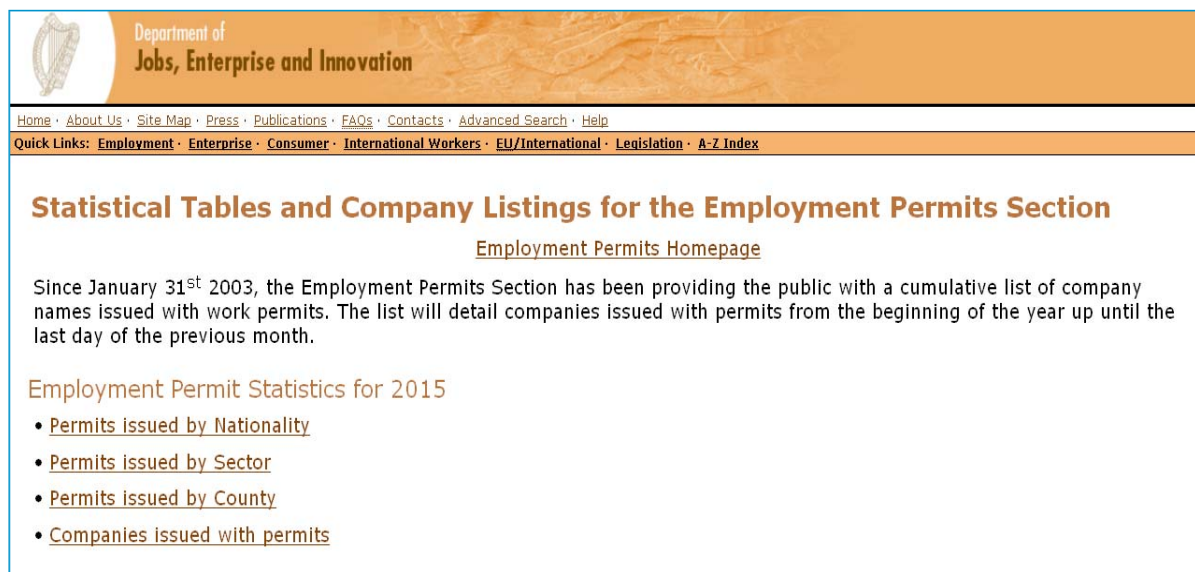 Department of
Jobs, Enterprise and Innovation
Home · About Us · Site Map · Press · Publications · FAQs · Contacts · Advanced Search · Help
Quick Links: Employment · Enterprise · Consumer · International Workers · EU/International · Legislation · A-Z Index
Statistical Tables and Company Listings for the Employment Permits Section
Employment Permits Homepage
Since January 31st 2003, the Employment Permits Section has been providing the public with a cumulative list of company
names issued with work permits. The list will detail companies issued with permits from the beginning of the year up until the
last day of the previous month.
Employment Permit Statistics for 2015
• Permits issued by Nationality
• Permits issued by Sector
• Permits issued by County
• Companies issued with permits